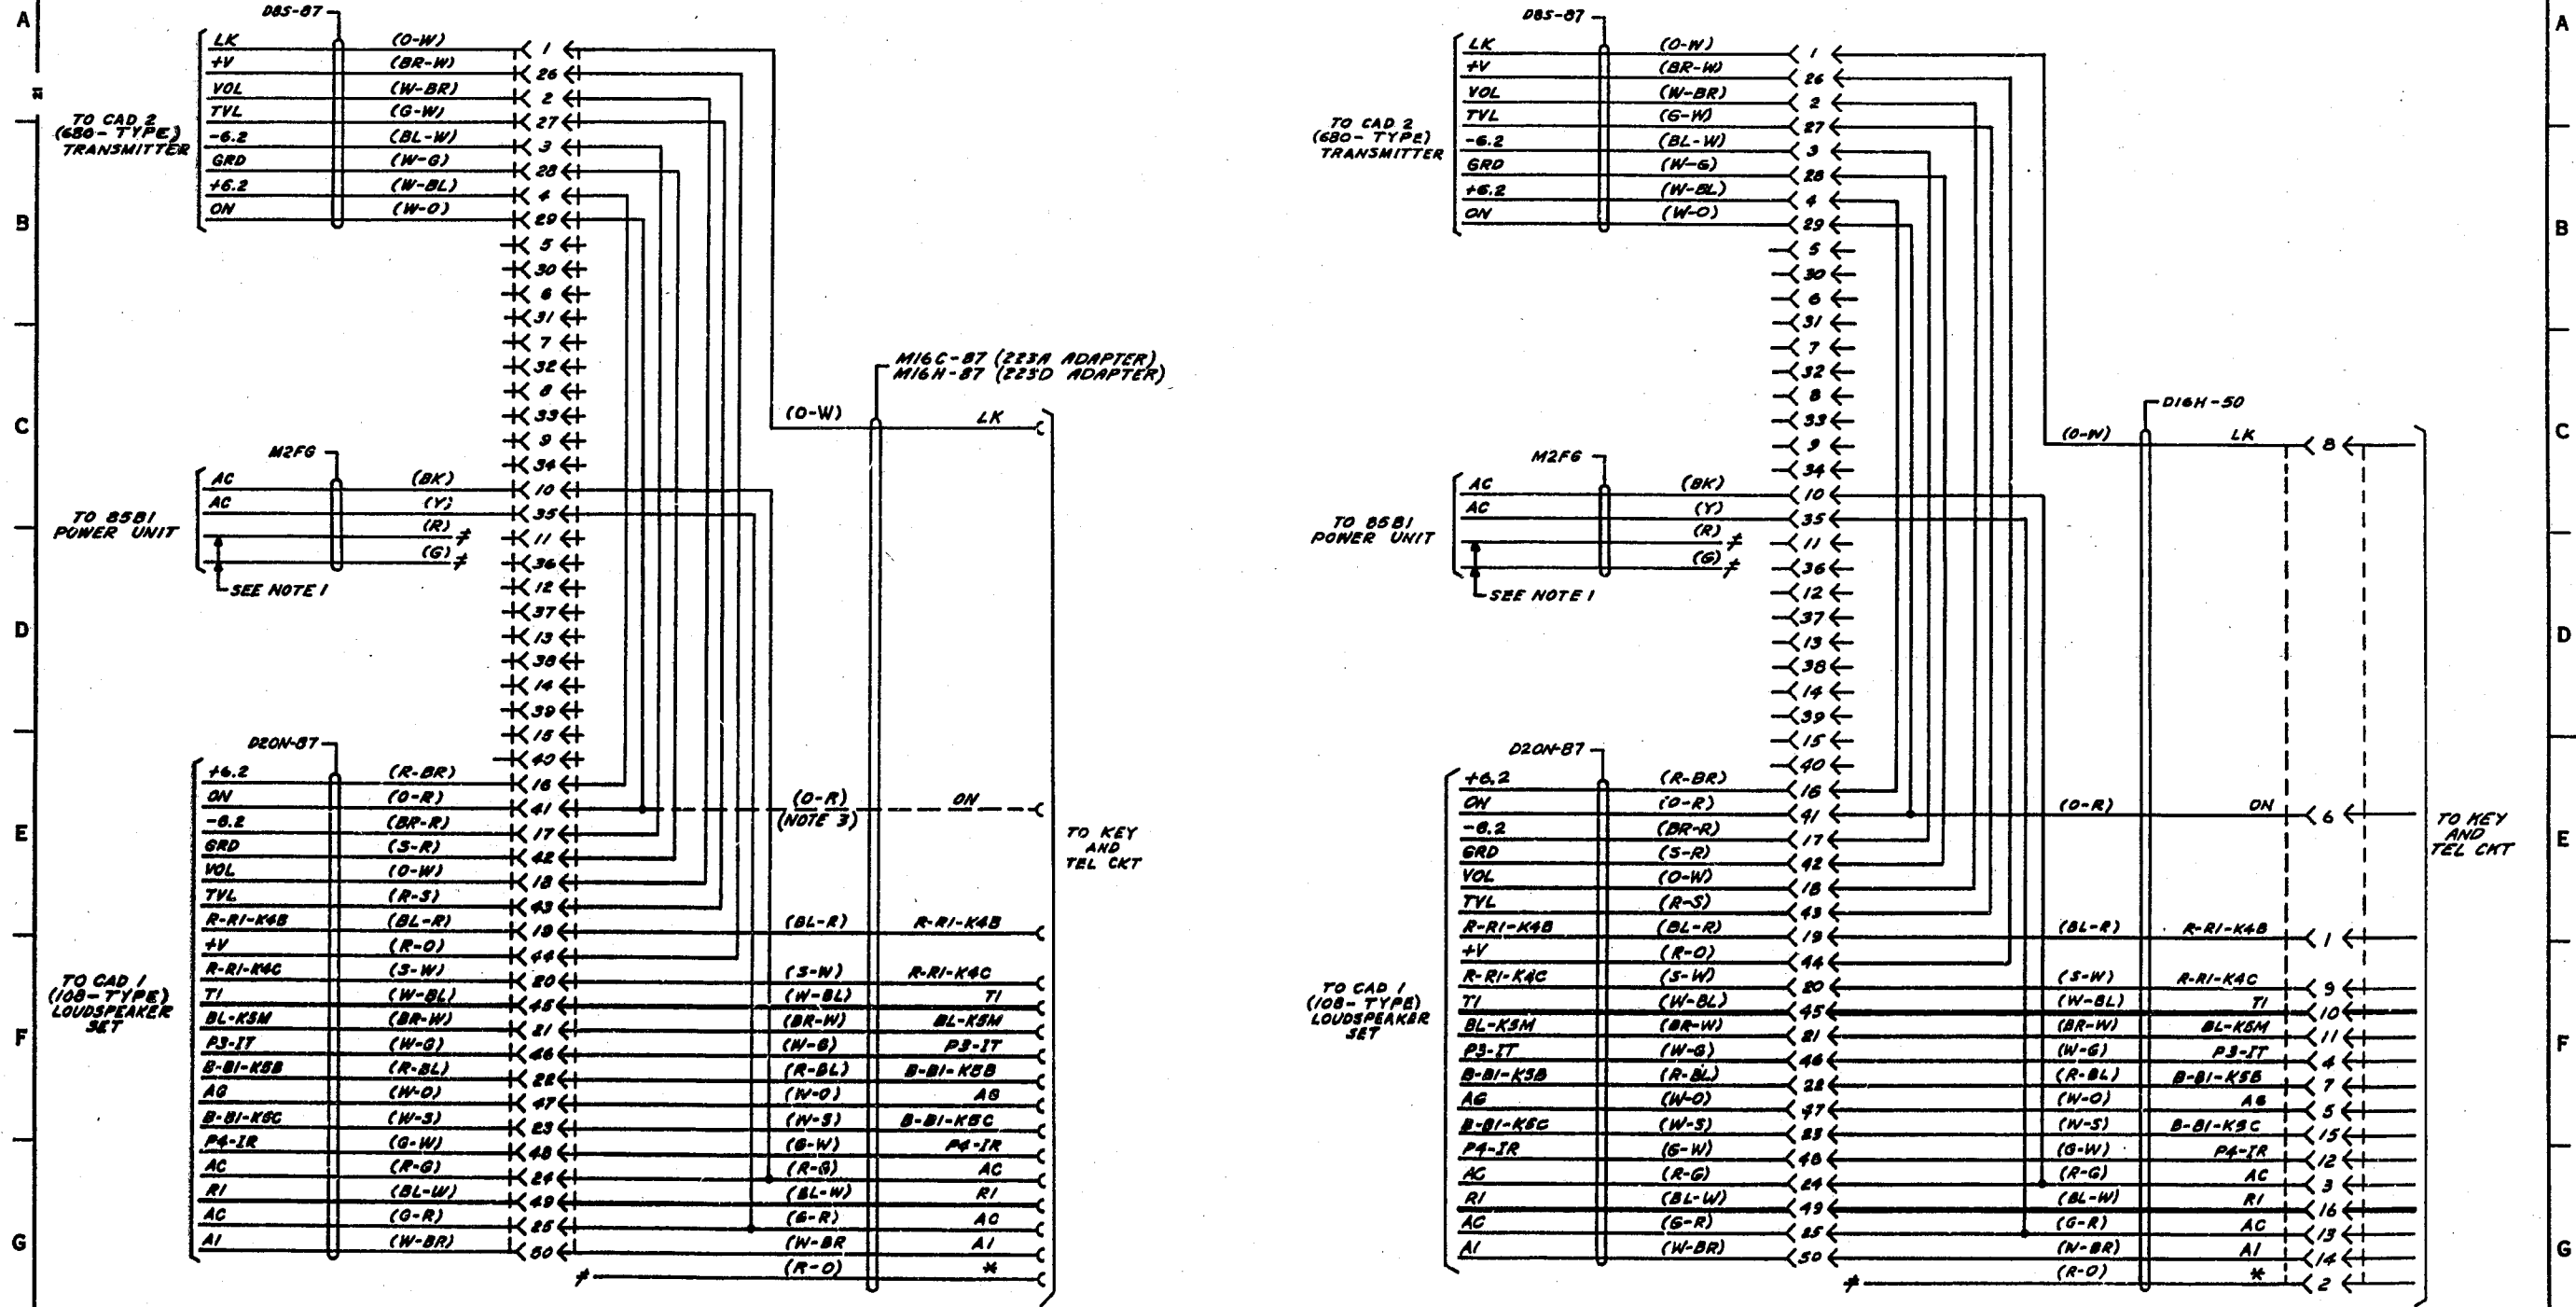 A
D8S-87
TO CAD 2
(680-TYPE)
TRANSMITTER
LK (O-W) 1
+V (BR-W) 26
VOL (W-BR) 2
TVL (G-W) 27
-6.2 (BL-W) 3
GRD (W-G) 28
+6.2 (W-BL) 4
ON (W-O) 29
5
30
6
31
7
32
8
33
9
34
M2FG
TO 85B1
POWER UNIT
AC (BK) 10
AC (Y) 35
(R) 11
(G) 36
SEE NOTE 1
12
37
13
38
14
39
15
40
D20N-87
TO CAD 1
(108-TYPE)
LOUDSPEAKER
SET
+6.2 (R-BR) 16
ON (O-R) 41 (O-R) ON
(NOTE 3)
-6.2 (BR-R) 17
GRD (S-R) 42
VOL (O-W) 18
TVL (R-S) 43
R-R1-K4B (BL-R) 19 (BL-R) R-R1-K4B
+V (R-O) 44
R-R1-K4C (S-W) 20 (S-W) R-R1-K4C
T1 (W-BL) 45 (W-BL) T1
BL-K5M (BR-W) 21 (BR-W) BL-K5M
P3-IT (W-G) 46 (W-G) P3-IT
B-B1-K5B (R-BL) 22 (R-BL) B-B1-K5B
AG (W-O) 47 (W-O) AG
B-B1-K5C (W-S) 23 (W-S) B-B1-K5C
P4-IR (G-W) 48 (G-W) P4-IR
AC (R-G) 24 (R-G) AC
R1 (BL-W) 49 (BL-W) R1
AC (G-R) 25 (G-R) AC
A1 (W-BR) 50 (W-BR A1
(R-O) *
M16C-87 (223A ADAPTER)
M16H-87 (223D ADAPTER)
(O-W) LK
TO KEY
AND
TEL CKT
B
C
D
E
F
G
D8S-87
TO CAD 2
(680-TYPE)
TRANSMITTER
LK (O-W) 1
+V (BR-W) 26
VOL (W-BR) 2
TVL (G-W) 27
-6.2 (BL-W) 3
GRD (W-G) 28
+6.2 (W-BL) 4
ON (W-O) 29
5
30
6
31
7
32
8
33
9
34
M2FG
TO 85B1
POWER UNIT
AC (BK) 10
AC (Y) 35
(R) 11
(G) 36
SEE NOTE 1
12
37
13
38
14
39
15
40
D20N-87
TO CAD 1
(108-TYPE)
LOUDSPEAKER
SET
+6.2 (R-BR) 16
ON (O-R) 41 (O-R) ON 6
-6.2 (BR-R) 17
GRD (S-R) 42
VOL (O-W) 18
TVL (R-S) 43
R-R1-K4B (BL-R) 19 (BL-R) R-R1-K4B 1
+V (R-O) 44
R-R1-K4C (S-W) 20 (S-W) R-R1-K4C 9
T1 (W-BL) 45 (W-BL) T1 10
BL-K5M (BR-W) 21 (BR-W) BL-K5M 11
P3-IT (W-G) 46 (W-G) P3-IT 4
B-B1-K5B (R-BL) 22 (R-BL) B-B1-K5B 7
AG (W-O) 47 (W-O) AG 5
B-B1-K5C (W-S) 23 (W-S) B-B1-K5C 15
P4-IR (G-W) 48 (G-W) P4-IR 12
AC (R-G) 24 (R-G) AC 3
R1 (BL-W) 49 (BL-W) R1 16
AC (G-R) 25 (G-R) AC 13
A1 (W-BR) 50 (W-BR) A1 14
(R-O) * 2
D16H-50
(O-W) LK 8
TO KEY
AND
TEL CKT
A
B
C
D
E
F
G